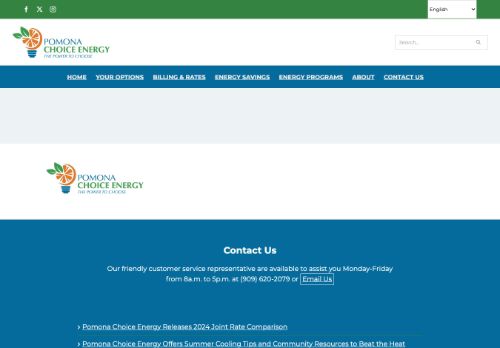 English
POMONA
CHOICE ENERGY
THE POWER TO CHOOSE
Search...
HOME YOUR OPTIONS BILLING & RATES ENERGY SAVINGS ENERGY PROGRAMS ABOUT CONTACT US
POMONA
CHOICE ENERGY
THE POWER TO CHOOSE
Contact Us
Our friendly customer service representative are available to assist you Monday-Friday
from 8a.m. to 5p.m. at (909) 620-2079 or Email Us
Pomona Choice Energy Releases 2024 Joint Rate Comparison
Pomona Choice Energy Offers Summer Cooling Tips and Community Resources to Beat the Heat